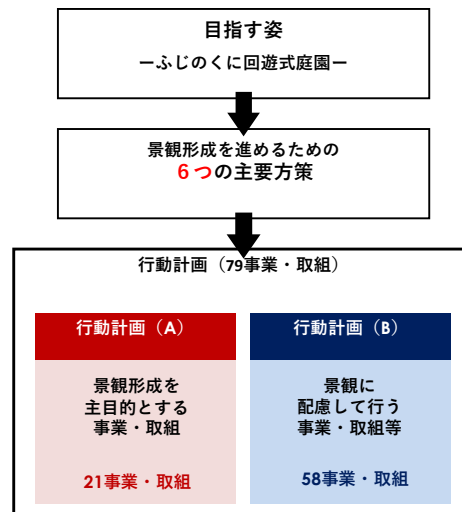 目指す姿
ーふじのくに回遊式庭園ー
景観形成を進めるための
６つの主要方策
行動計画（79事業・取組）
行動計画（A）
景観形成を
主目的とする
事業・取組
21事業・取組
行動計画（B）
景観に
配慮して行う
事業・取組等
58事業・取組